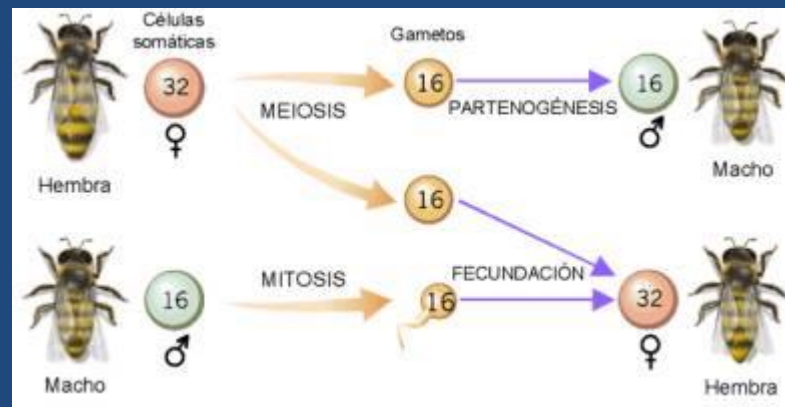 Células
somáticas
Gametos
32
♀
MEIOSIS
16
PARTENOGÉNESIS
16
♂
Hembra
Macho
16
16
♂
MITOSIS
16
FECUNDACIÓN
32
♀
Macho
Hembra